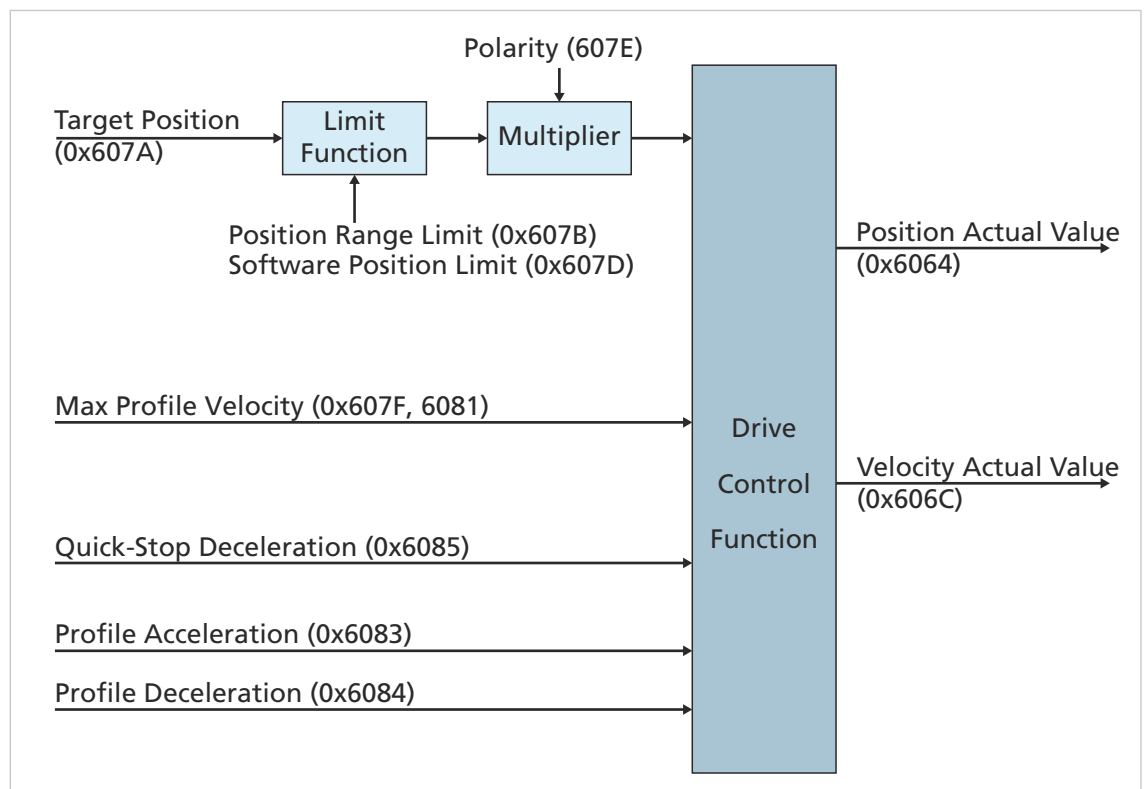 Polarity (607E)
Target Position
(0x607A)
Limit
Function
Multiplier
Position Range Limit (0x607B)
Software Position Limit (0x607D)
Position Actual Value
(0x6064)
Max Profile Velocity (0x607F, 6081)
Drive
Control
Function
Velocity Actual Value
(0x606C)
Quick-Stop Deceleration (0x6085)
Profile Acceleration (0x6083)
Profile Deceleration (0x6084)